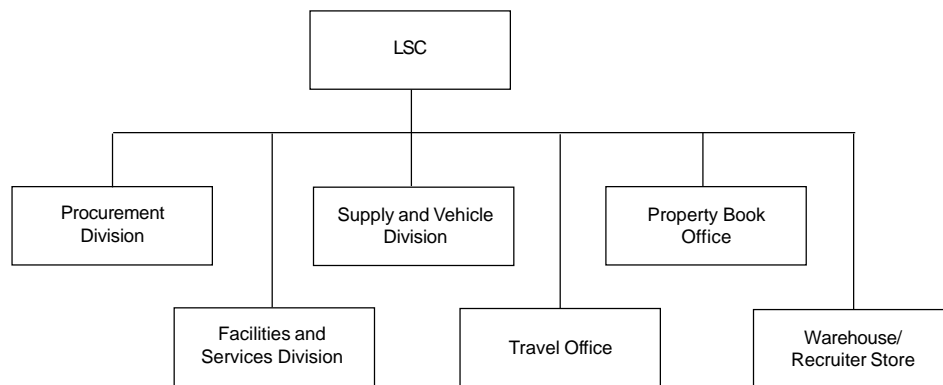 LSC
Procurement
Division
Supply and Vehicle
Division
Property Book
Office
Facilities and
Services Division
Travel Office
Warehouse/
Recruiter Store